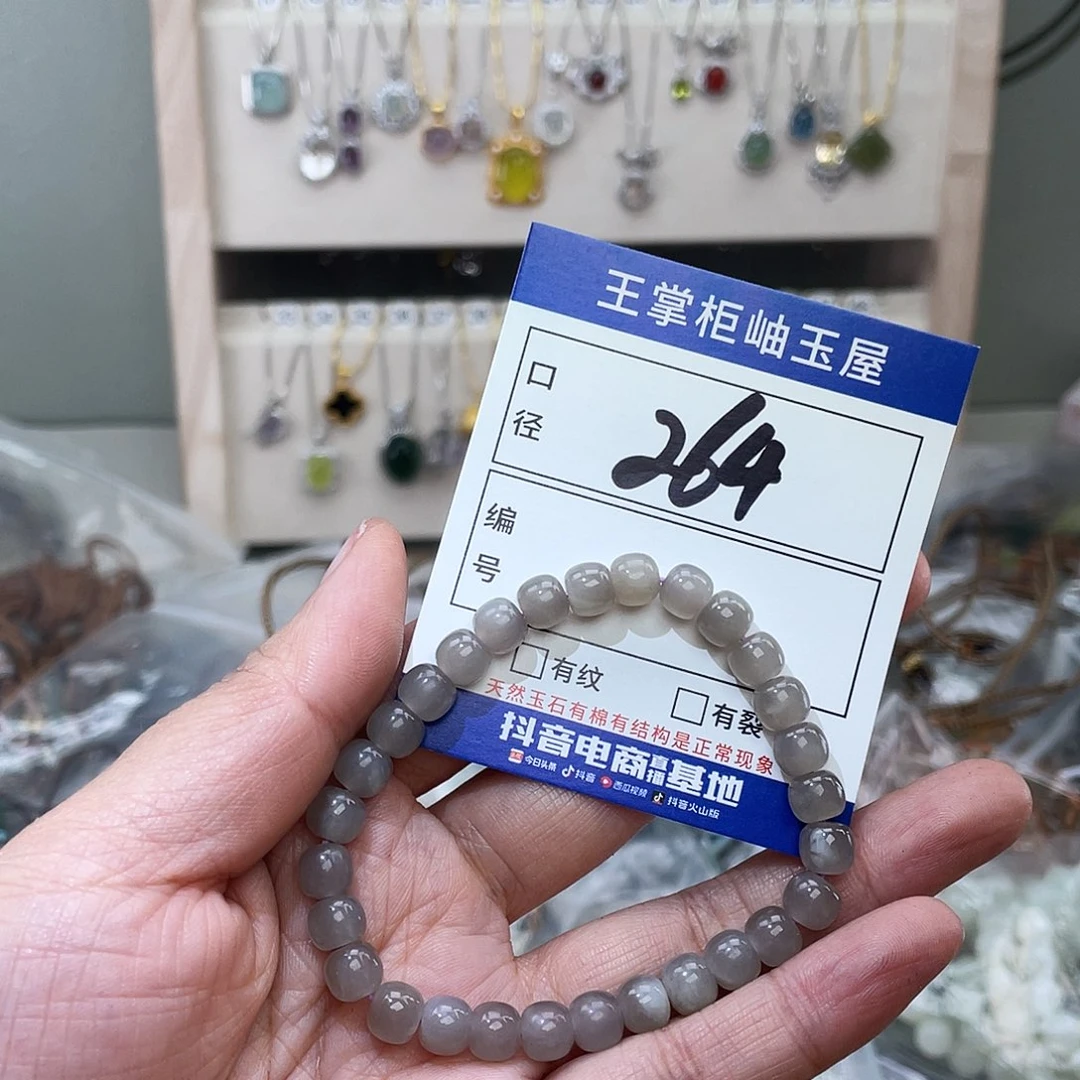 王掌柜岫玉屋
口径
264
编号
有纹
有裂
天然玉石有棉有结构是正常现象
抖音电商直播基地
今日头条 抖音 西瓜视频 抖音火山版